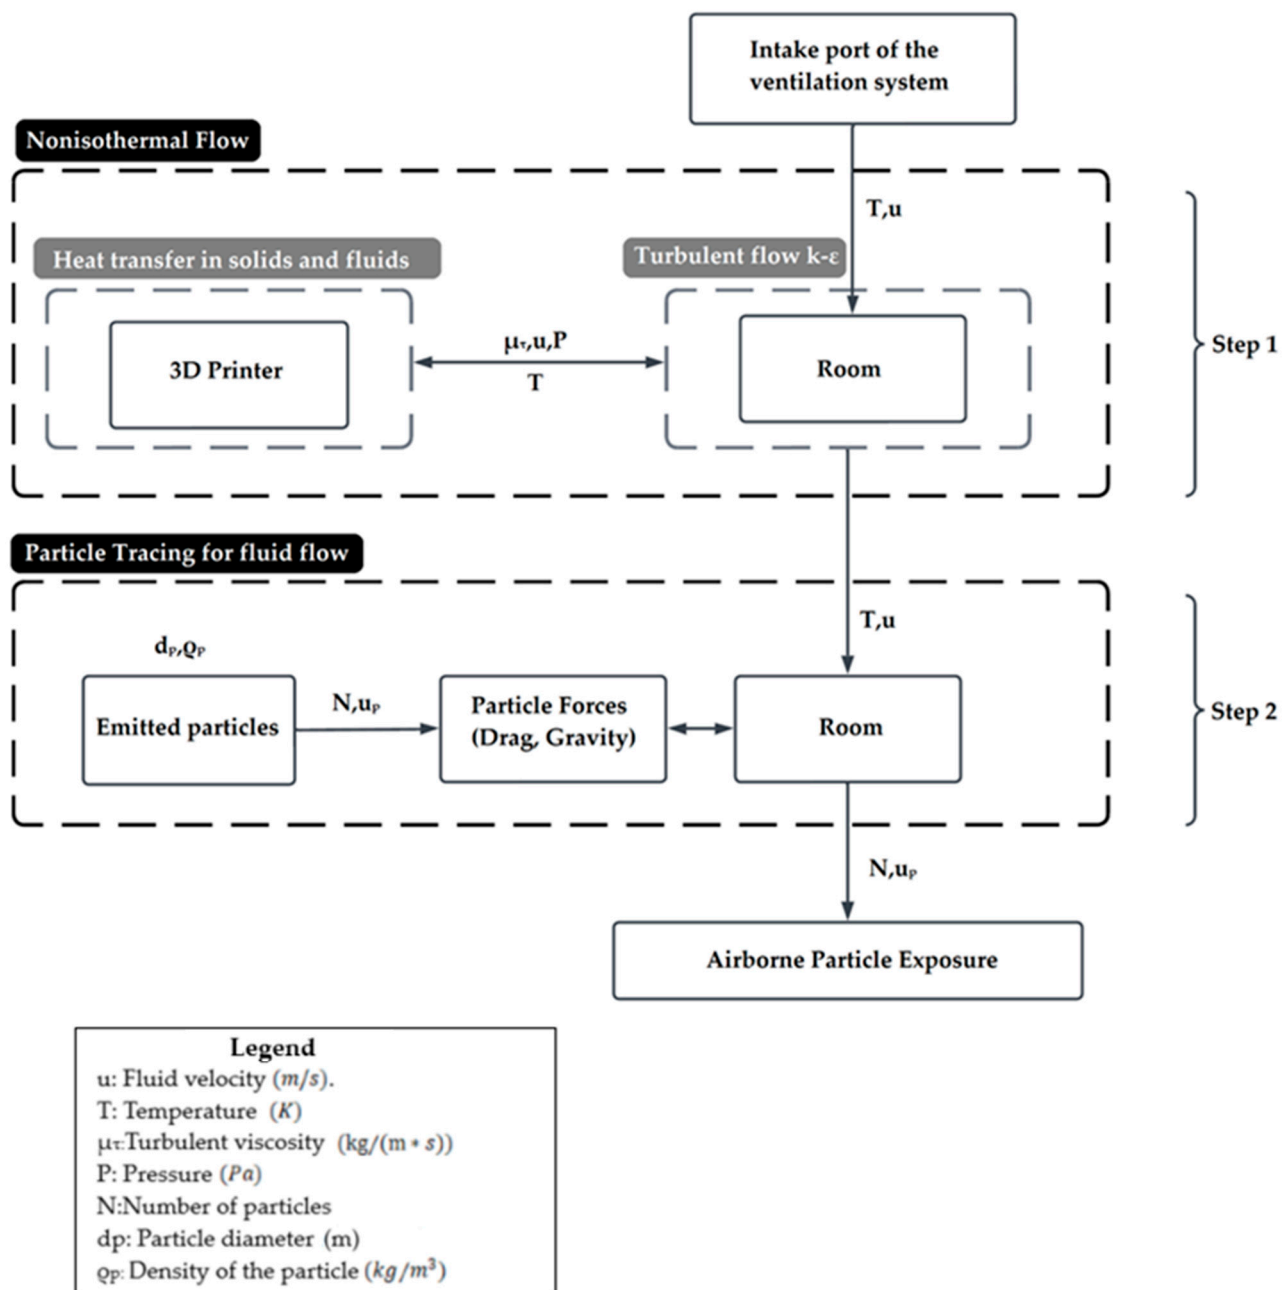 Intake port of the
ventilation system
Nonisothermal Flow
T,u
Heat transfer in solids and fluids
Turbulent flow k-ε
3D Printer
μτ,u,P
T
Room
Step 1
Particle Tracing for fluid flow
T,u
dₚ,ϱₚ
Emitted particles
N,uₚ
Particle Forces
(Drag, Gravity)
Room
Step 2
N,uₚ
Airborne Particle Exposure
Legend
u: Fluid velocity (m/s).
T: Temperature (K)
μτ:Turbulent viscosity (kg/(m * s))
P: Pressure (Pa)
N:Number of particles
dp: Particle diameter (m)
ϱₚ: Density of the particle (kg/m³)